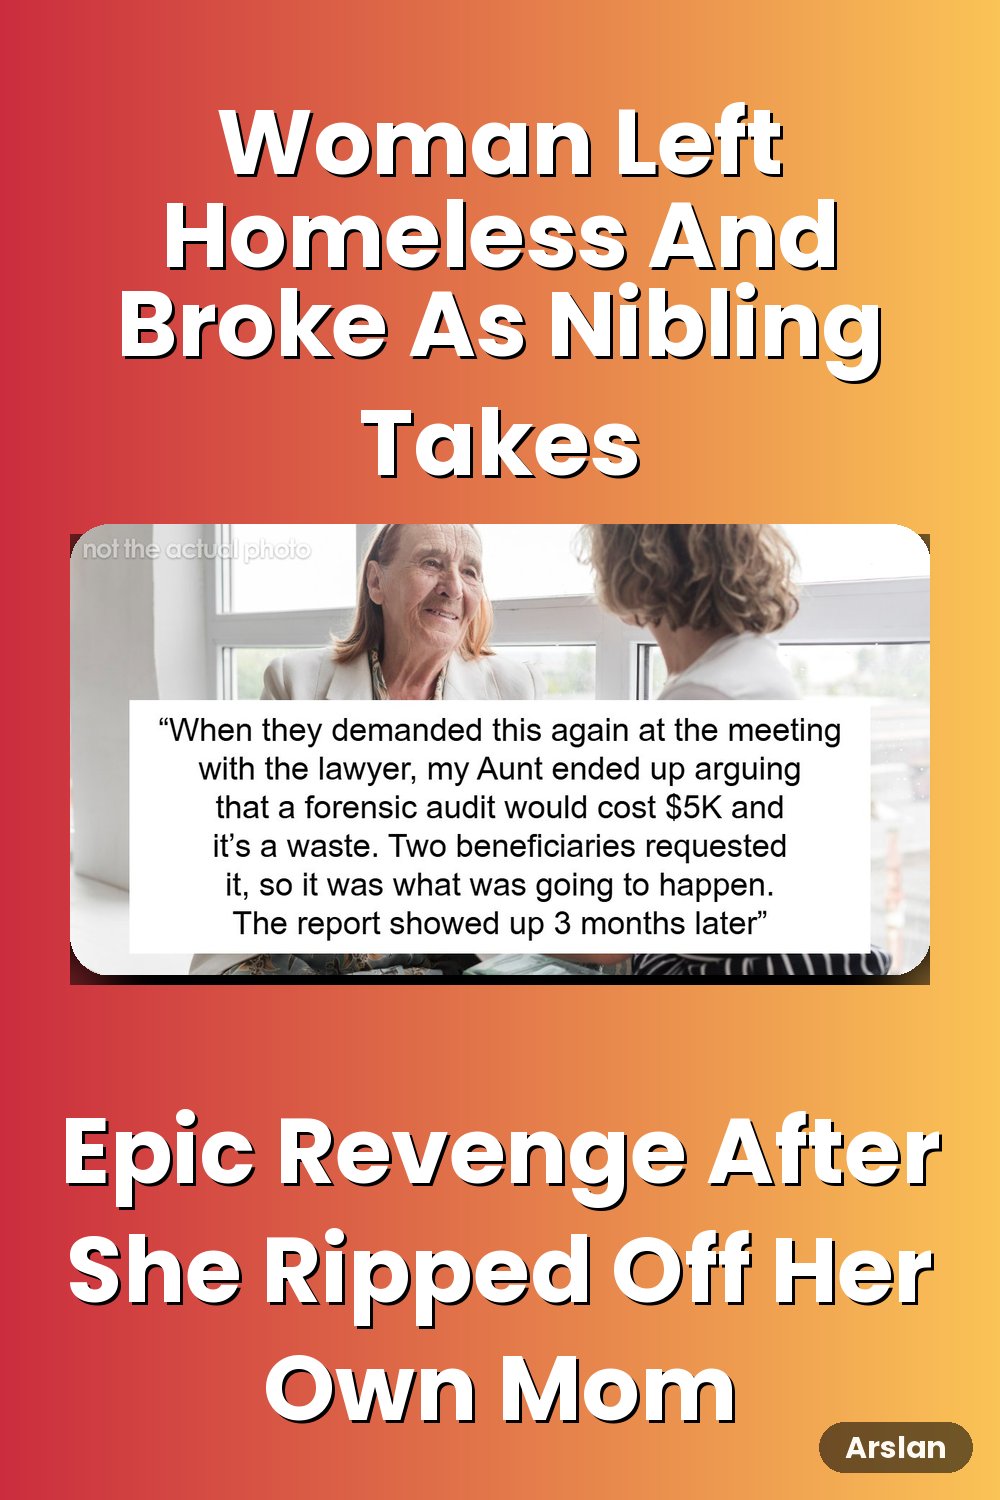 Woman Left
Homeless And
Broke As Nibling
Takes
not the actual photo
“When they demanded this again at the meeting
with the lawyer, my Aunt ended up arguing
that a forensic audit would cost $5K and
it’s a waste. Two beneficiaries requested
it, so it was what was going to happen.
The report showed up 3 months later”
Epic Revenge After
She Ripped Off Her
Own Mom
Arslan